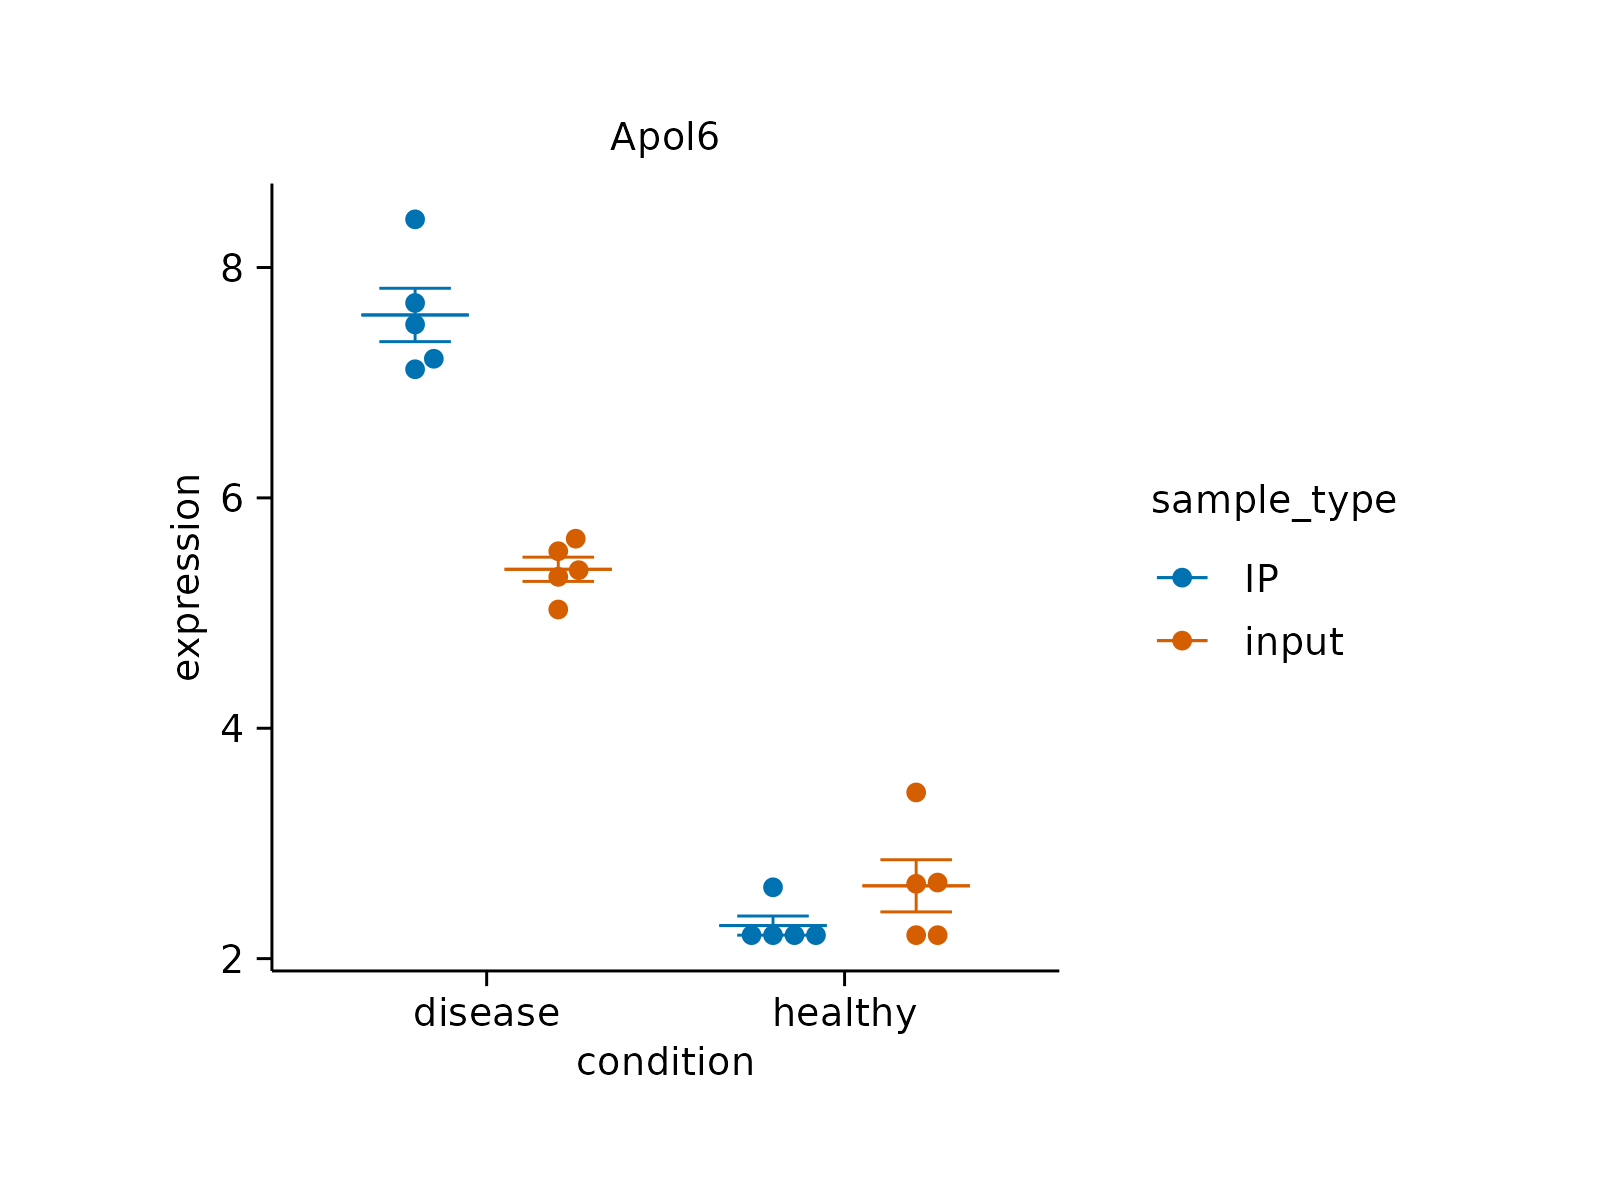 Apol6
8
6
4
2
expression
disease
healthy
condition
sample_type
IP
input